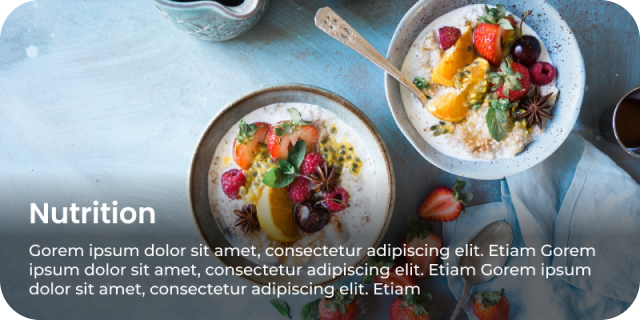 Nutrition
Gorem ipsum dolor sit amet, consectetur adipiscing elit. Etiam Gorem
ipsum dolor sit amet, consectetur adipiscing elit. Etiam Gorem ipsum
dolor sit amet, consectetur adipiscing elit. Etiam